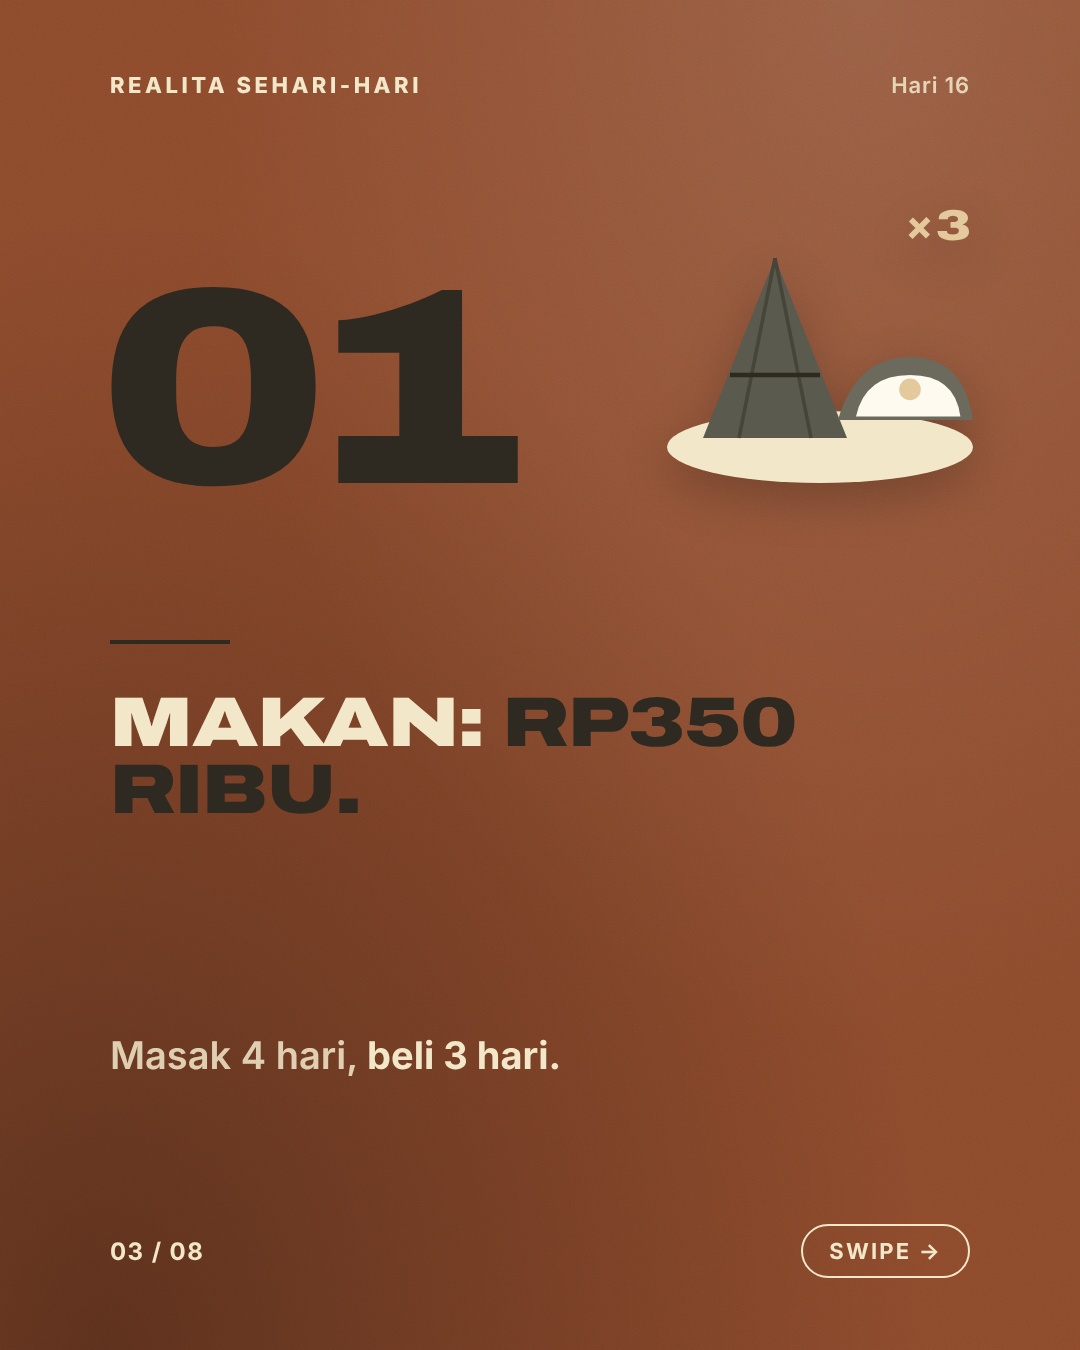 REALITA SEHARI-HARI
Hari 16
×3
01
MAKAN: RP350
RIBU.
Masak 4 hari, beli 3 hari.
03 / 08
SWIPE →